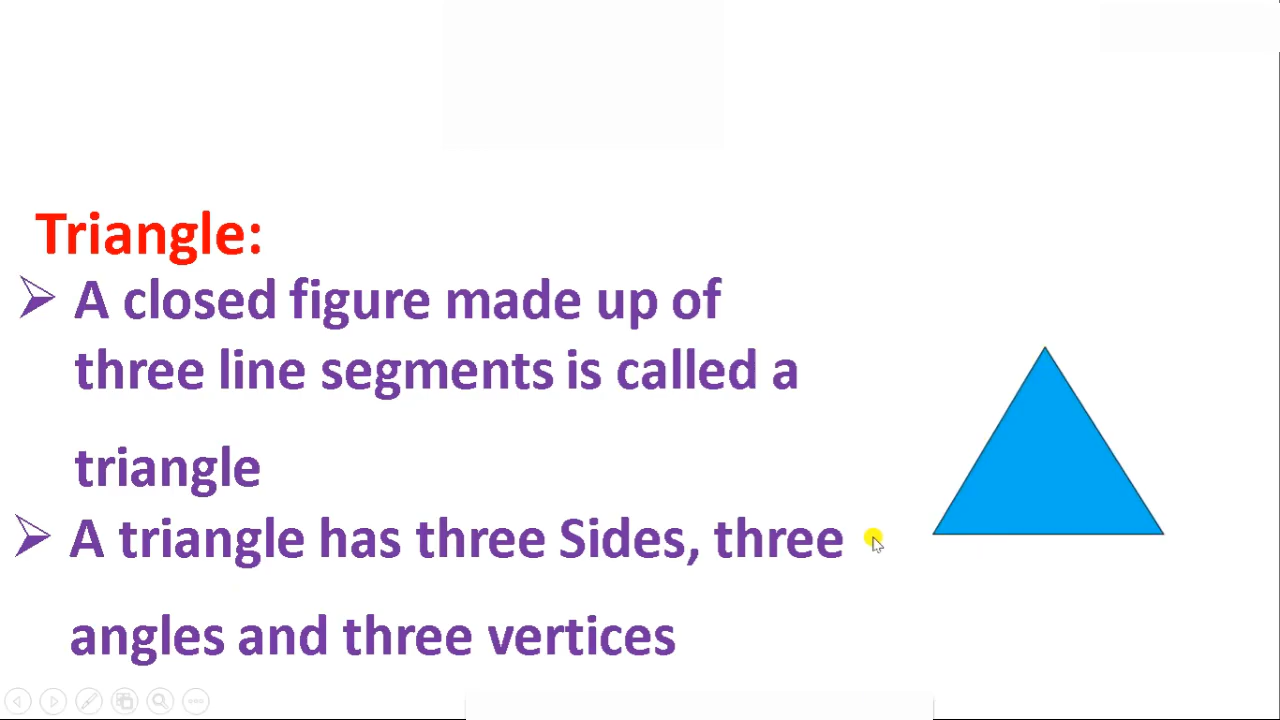 Triangle:
➢ A closed figure made up of
three line segments is called a
triangle
➢ A triangle has three Sides, three
angles and three vertices